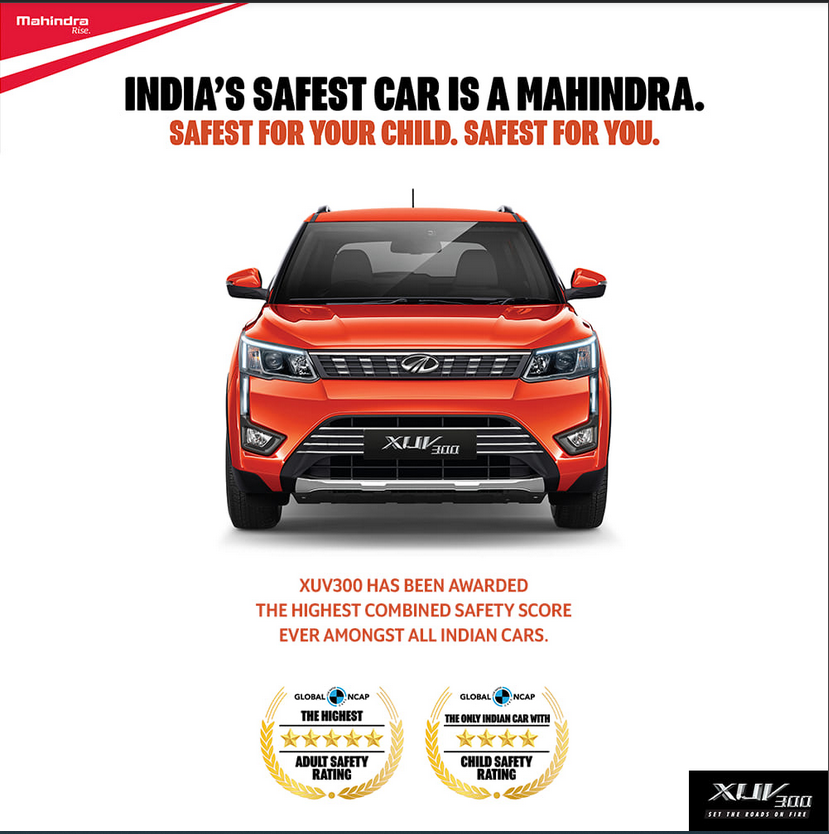 Mahindra
Rise.
INDIA'S SAFEST CAR IS A MAHINDRA.
SAFEST FOR YOUR CHILD. SAFEST FOR YOU.
XUV300
XUV300 HAS BEEN AWARDED
THE HIGHEST COMBINED SAFETY SCORE
EVER AMONGST ALL INDIAN CARS.
GLOBAL NCAP
THE HIGHEST
ADULT SAFETY
RATING
GLOBAL NCAP
THE ONLY INDIAN CAR WITH
CHILD SAFETY
RATING
XUV300
SET THE ROADS ON FIRE